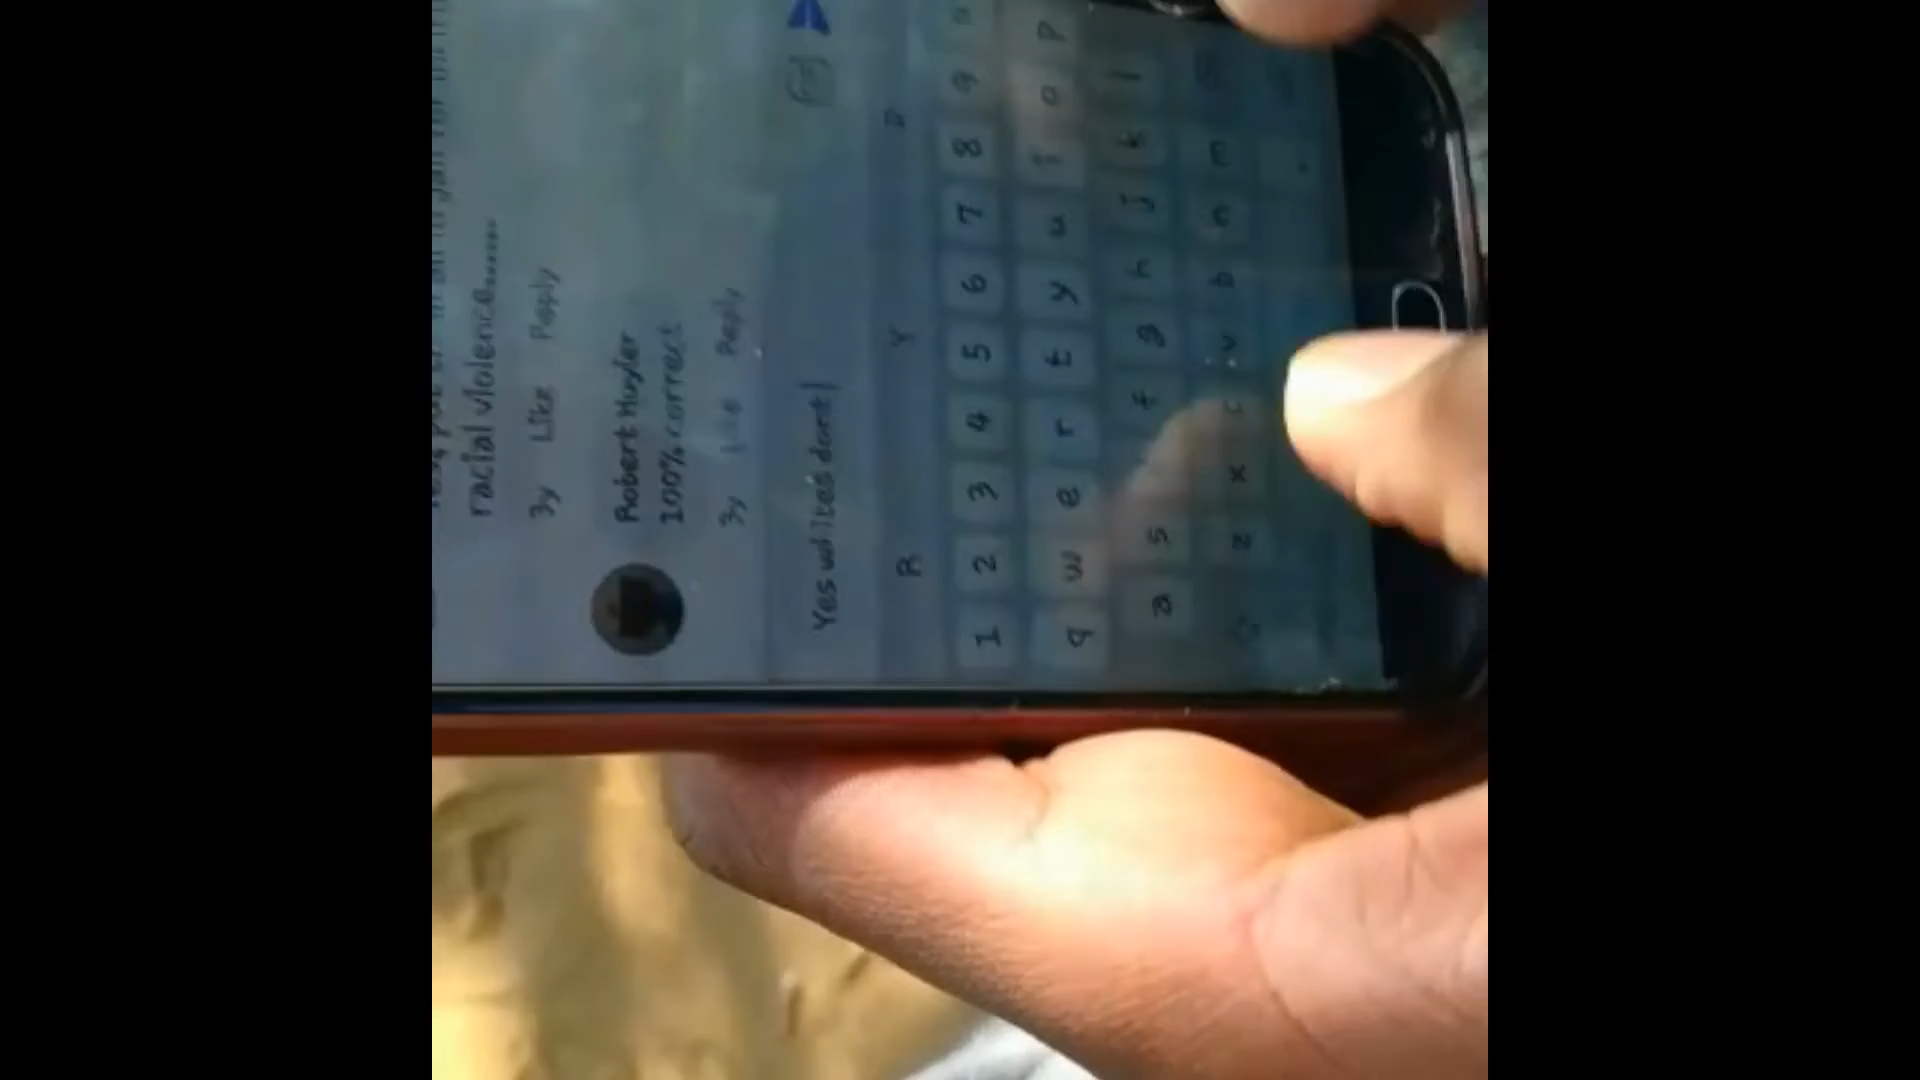 racial violence......
3y Like Reply
Robert Huyler
100% correct
3y Like Reply
Yes whites dont
R Y
1 2 3 4 5 6 7 8 9
q w e r t y u i o p
a s f g h j k l
z x c v b n m
.